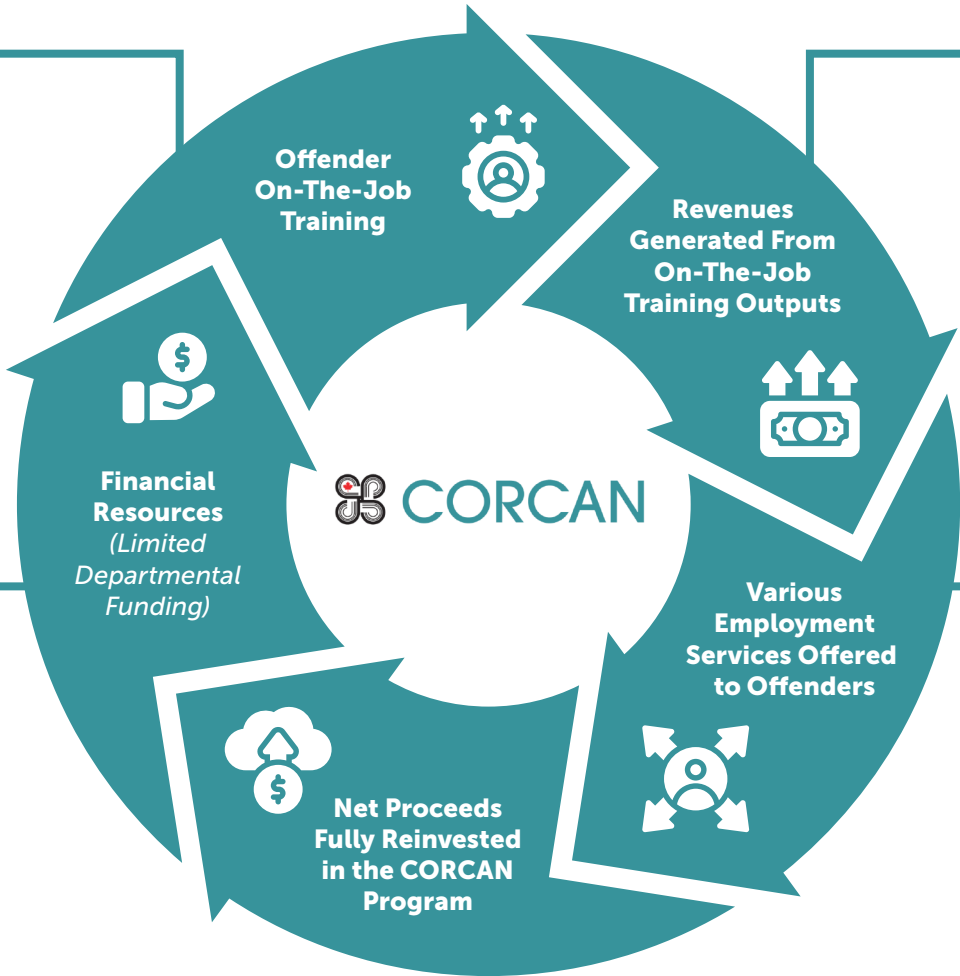 Offender
On-The-Job
Training
Revenues
Generated From
On-The-Job
Training Outputs
$
Financial
Resources
(Limited
Departmental
Funding)
CORCAN
Various
Employment
Services Offered
to Offenders
$
Net Proceeds
Fully Reinvested
in the CORCAN
Program